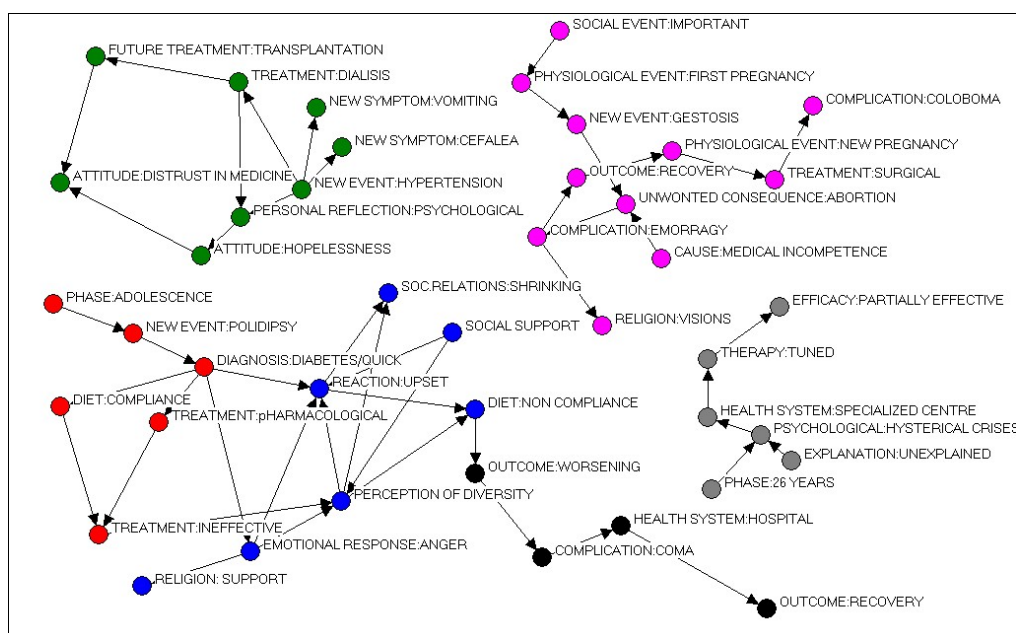 SOCIAL EVENT:IMPORTANT
FUTURE TREATMENT:TRANSPLANTATION
TREATMENT:DIALISIS
PHYSIOLOGICAL EVENT:FIRST PREGNANCY
NEW SYMPTOM:VOMITING
COMPLICATION:COLOBOMA
NEW EVENT:GESTOSIS
NEW SYMPTOM:CEFALEA
PHYSIOLOGICAL EVENT:NEW PREGNANCY
ATTITUDE:DISTRUST IN MEDICINE
NEW EVENT:HYPERTENSION
OUTCOME:RECOVERY
TREATMENT:SURGICAL
UNWONTED CONSEQUENCE:ABORTION
PERSONAL REFLECTION:PSYCHOLOGICAL
COMPLICATION:EMORRAGY
ATTITUDE:HOPELESSNESS
CAUSE:MEDICAL INCOMPETENCE
SOC.RELATIONS:SHRINKING
PHASE:ADOLESCENCE
EFFICACY:PARTIALLY EFFECTIVE
RELIGION:VISIONS
NEW EVENT:POLIDIPSY
SOCIAL SUPPORT
DIAGNOSIS:DIABETES/QUICK
THERAPY:TUNED
REACTION:UPSET
DIET:COMPLIANCE
DIET:NON COMPLIANCE
TREATMENT:pHARMACOLOGICAL
HEALTH SYSTEM:SPECIALIZED CENTRE
PSYCHOLOGICAL:HYSTERICAL CRISES
EXPLANATION:UNEXPLAINED
OUTCOME:WORSENING
PHASE:26 YEARS
PERCEPTION OF DIVERSITY
TREATMENT:INEFFECTIVE
HEALTH SYSTEM:HOSPITAL
EMOTIONAL RESPONSE:ANGER
COMPLICATION:COMA
RELIGION: SUPPORT
OUTCOME:RECOVERY